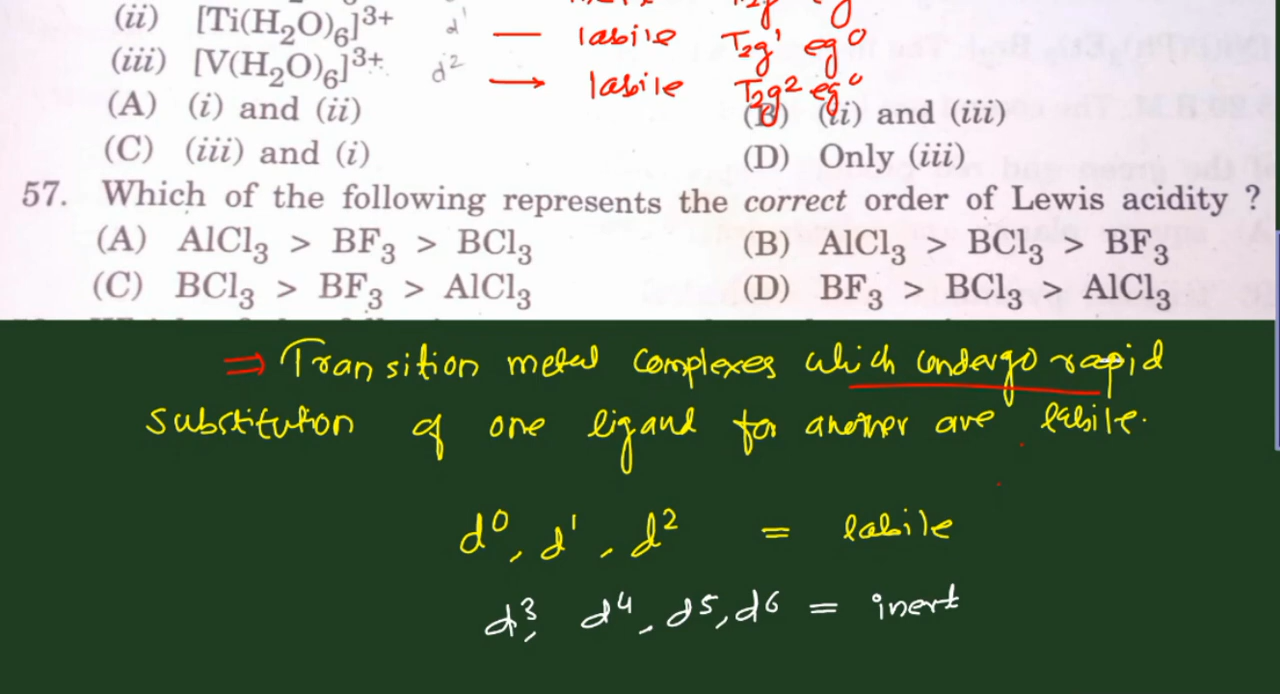 (ii) [Ti(H₂O)₆]³⁺ d¹ — labile T₂g¹ eg⁰
(iii) [V(H₂O)₆]³⁺. d² → labile T₂g² eg⁰
(A) (i) and (ii) (B) (ii) and (iii)
(C) (iii) and (i) (D) Only (iii)
57. Which of the following represents the correct order of Lewis acidity ?
(A) AlCl₃ > BF₃ > BCl₃ (B) AlCl₃ > BCl₃ > BF₃
(C) BCl₃ > BF₃ > AlCl₃ (D) BF₃ > BCl₃ > AlCl₃
⇒ Transition metal complexes which undergo rapid
substitution of one ligand for another are labile.
d⁰, d¹, d² = labile
d³, d⁴, d⁵, d⁶ = inert